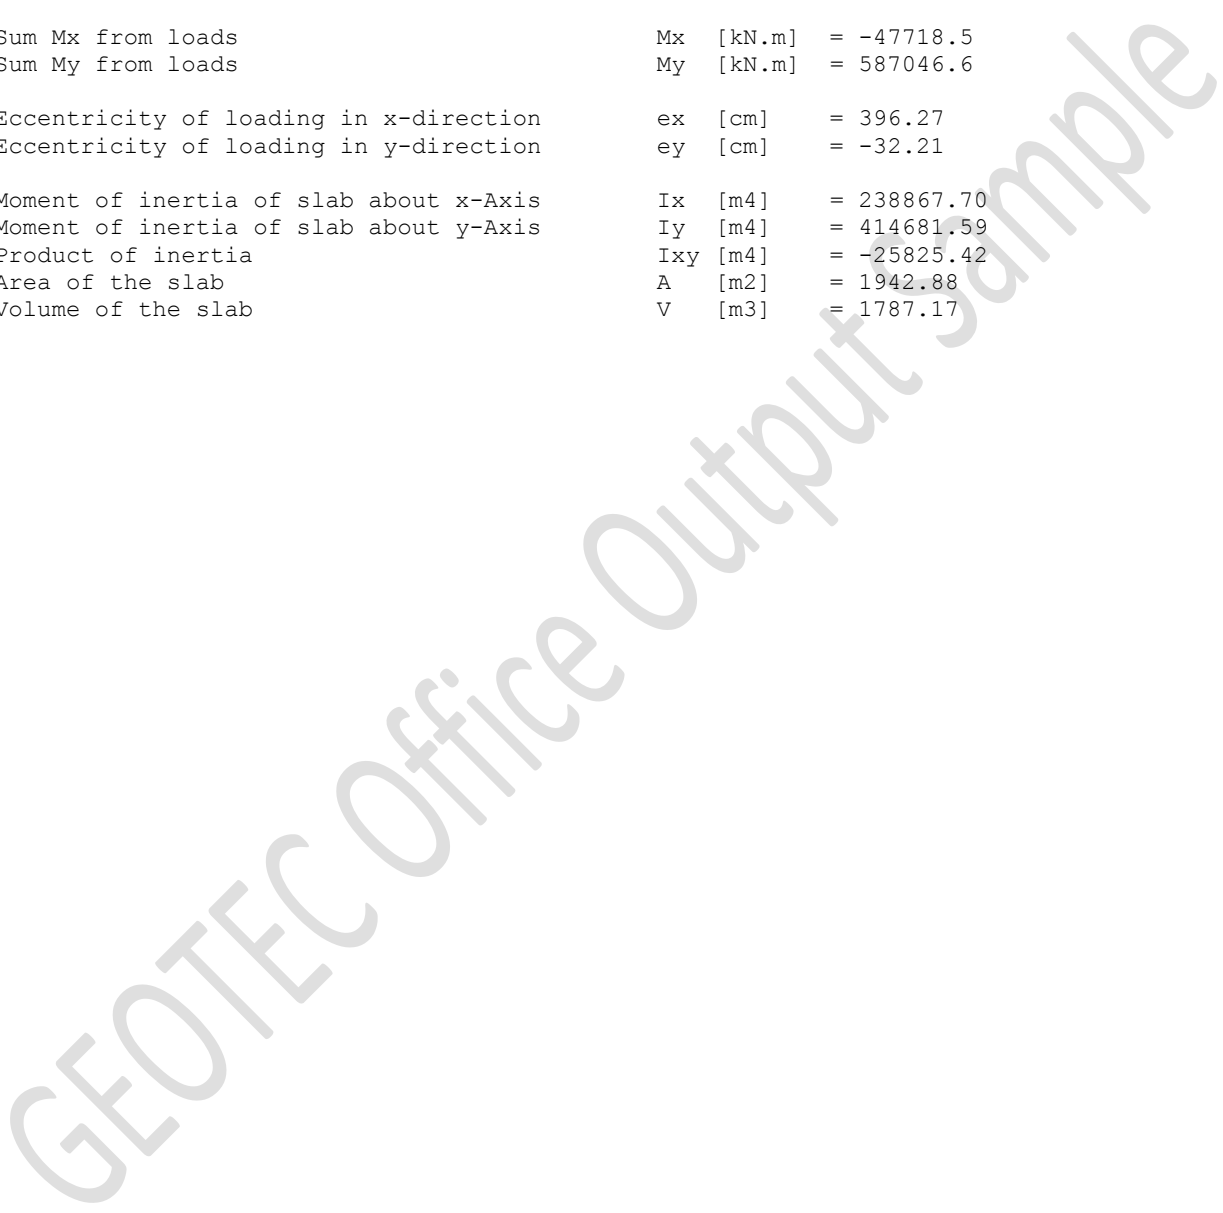 Sum Mx from loads Mx [kN.m] = -47718.5
Sum My from loads My [kN.m] = 587046.6
Eccentricity of loading in x-direction ex [cm] = 396.27
Eccentricity of loading in y-direction ey [cm] = -32.21
Moment of inertia of slab about x-Axis Ix [m4] = 238867.70
Moment of inertia of slab about y-Axis Iy [m4] = 414681.59
Product of inertia Ixy [m4] = -25825.42
Area of the slab A [m2] = 1942.88
Volume of the slab V [m3] = 1787.17
GEOTEC Office Output Sample